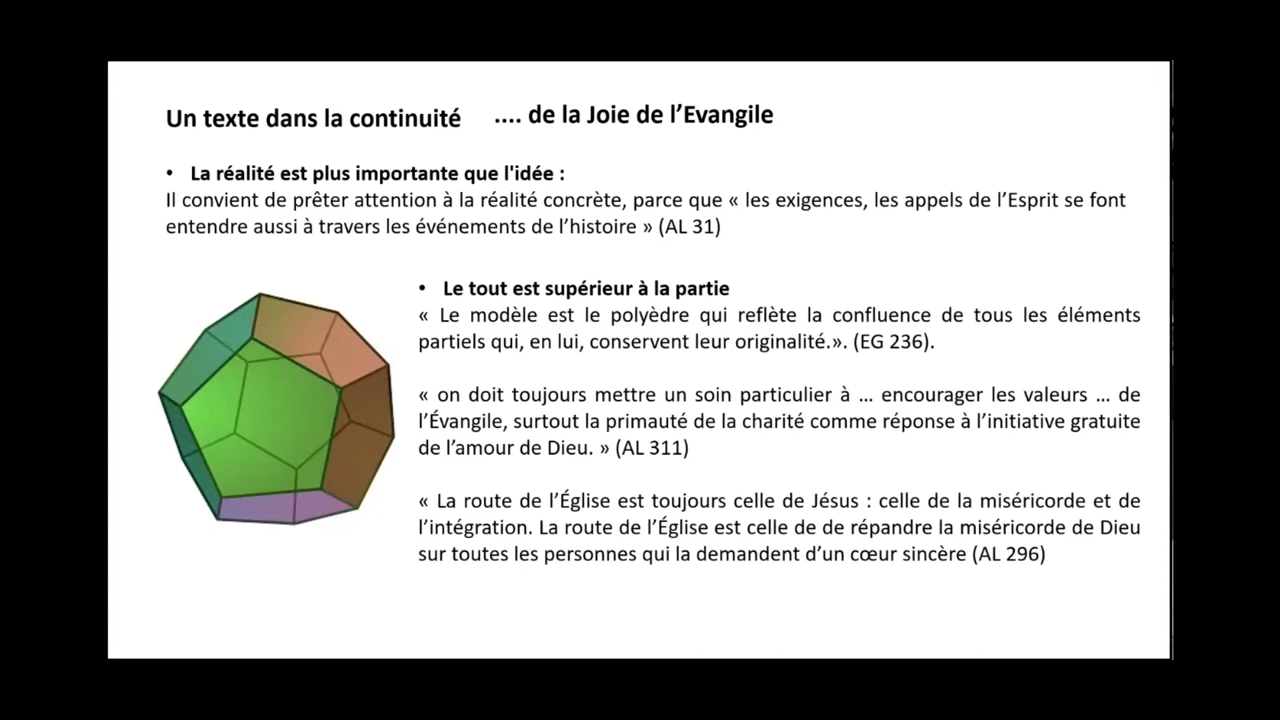 Un texte dans la continuité .... de la Joie de l’Evangile
• La réalité est plus importante que l'idée :
Il convient de prêter attention à la réalité concrète, parce que « les exigences, les appels de l’Esprit se font
entendre aussi à travers les événements de l’histoire » (AL 31)
• Le tout est supérieur à la partie
« Le modèle est le polyèdre qui reflète la confluence de tous les éléments
partiels qui, en lui, conservent leur originalité.». (EG 236).
« on doit toujours mettre un soin particulier à ... encourager les valeurs ... de
l’Évangile, surtout la primauté de la charité comme réponse à l’initiative gratuite
de l’amour de Dieu. » (AL 311)
« La route de l’Église est toujours celle de Jésus : celle de la miséricorde et de
l’intégration. La route de l’Église est celle de de répandre la miséricorde de Dieu
sur toutes les personnes qui la demandent d’un cœur sincère (AL 296)